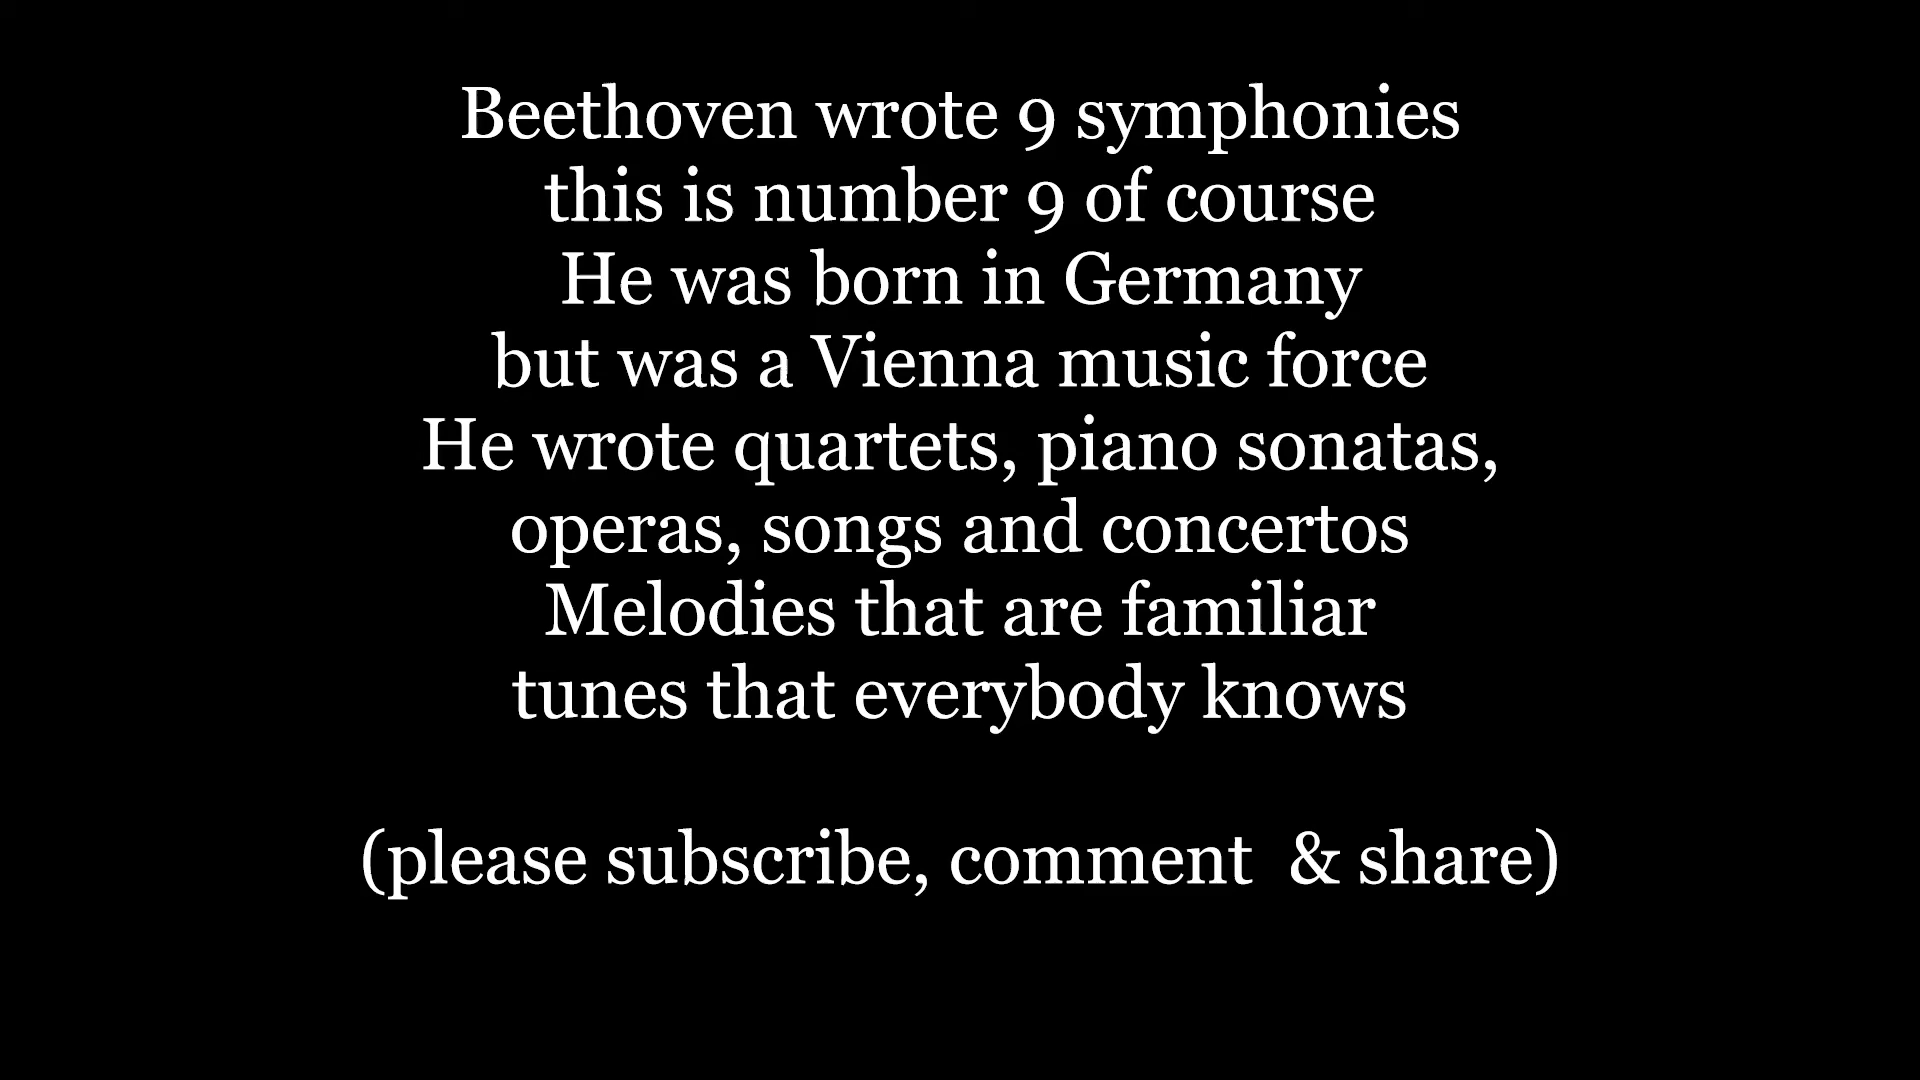 Beethoven wrote 9 symphonies
this is number 9 of course
He was born in Germany
but was a Vienna music force
He wrote quartets, piano sonatas,
operas, songs and concertos
Melodies that are familiar
tunes that everybody knows
(please subscribe, comment  & share)